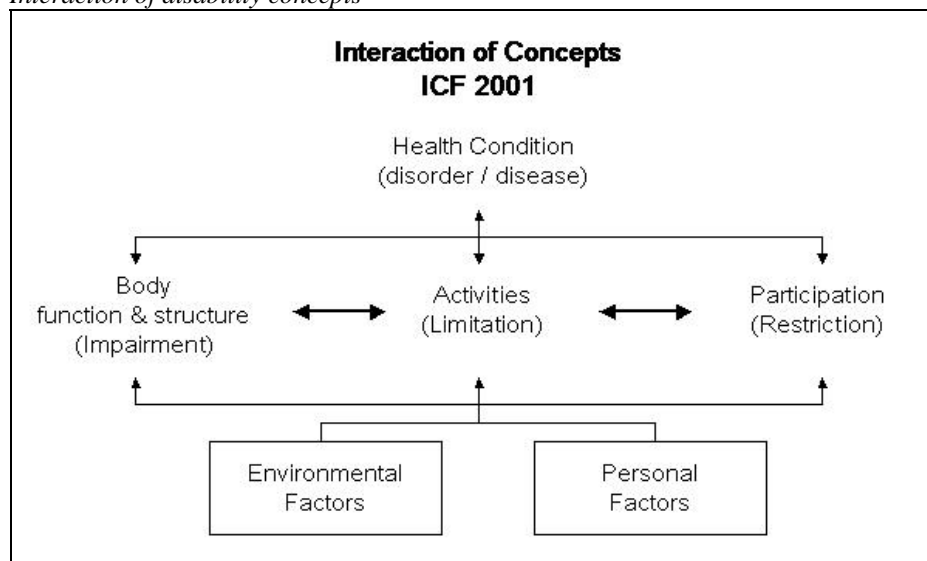 Interaction of disability concepts
Interaction of Concepts
ICF 2001
Health Condition
(disorder / disease)
Body
function & structure
(Impairment)
Activities
(Limitation)
Participation
(Restriction)
Environmental
Factors
Personal
Factors